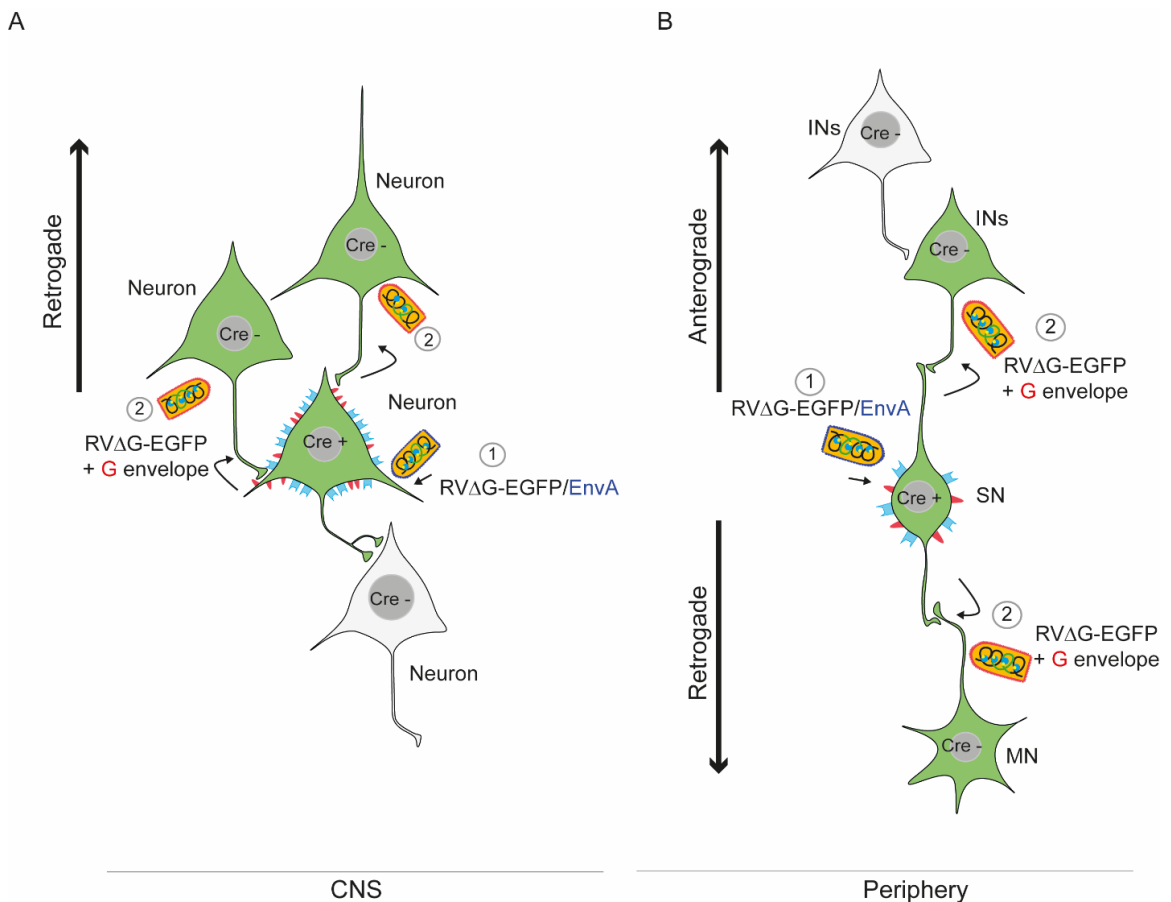 A
Retrogade
Neuron
Cre -
Neuron
Cre -
2
2
RVΔG-EGFP
+ G envelope
Neuron
Cre +
1
RVΔG-EGFP/EnvA
Cre -
Neuron
CNS
B
Anterograde
INs
Cre -
INs
Cre -
2
RVΔG-EGFP
+ G envelope
1
RVΔG-EGFP/EnvA
Cre +
SN
Retrogade
2
RVΔG-EGFP
+ G envelope
Cre -
MN
Periphery